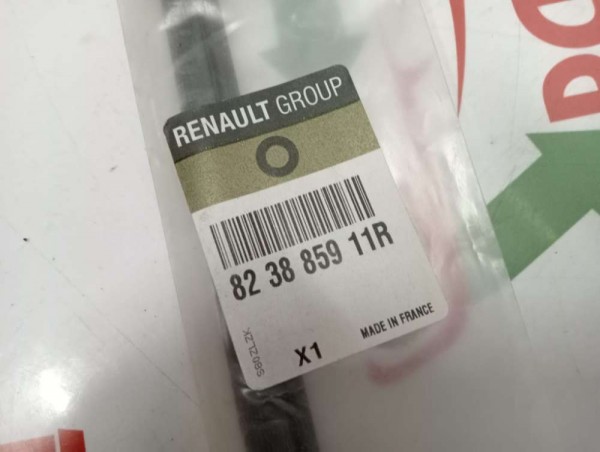 RENAULT GROUP
82 38 859 11R
X1
MADE IN FRANCE